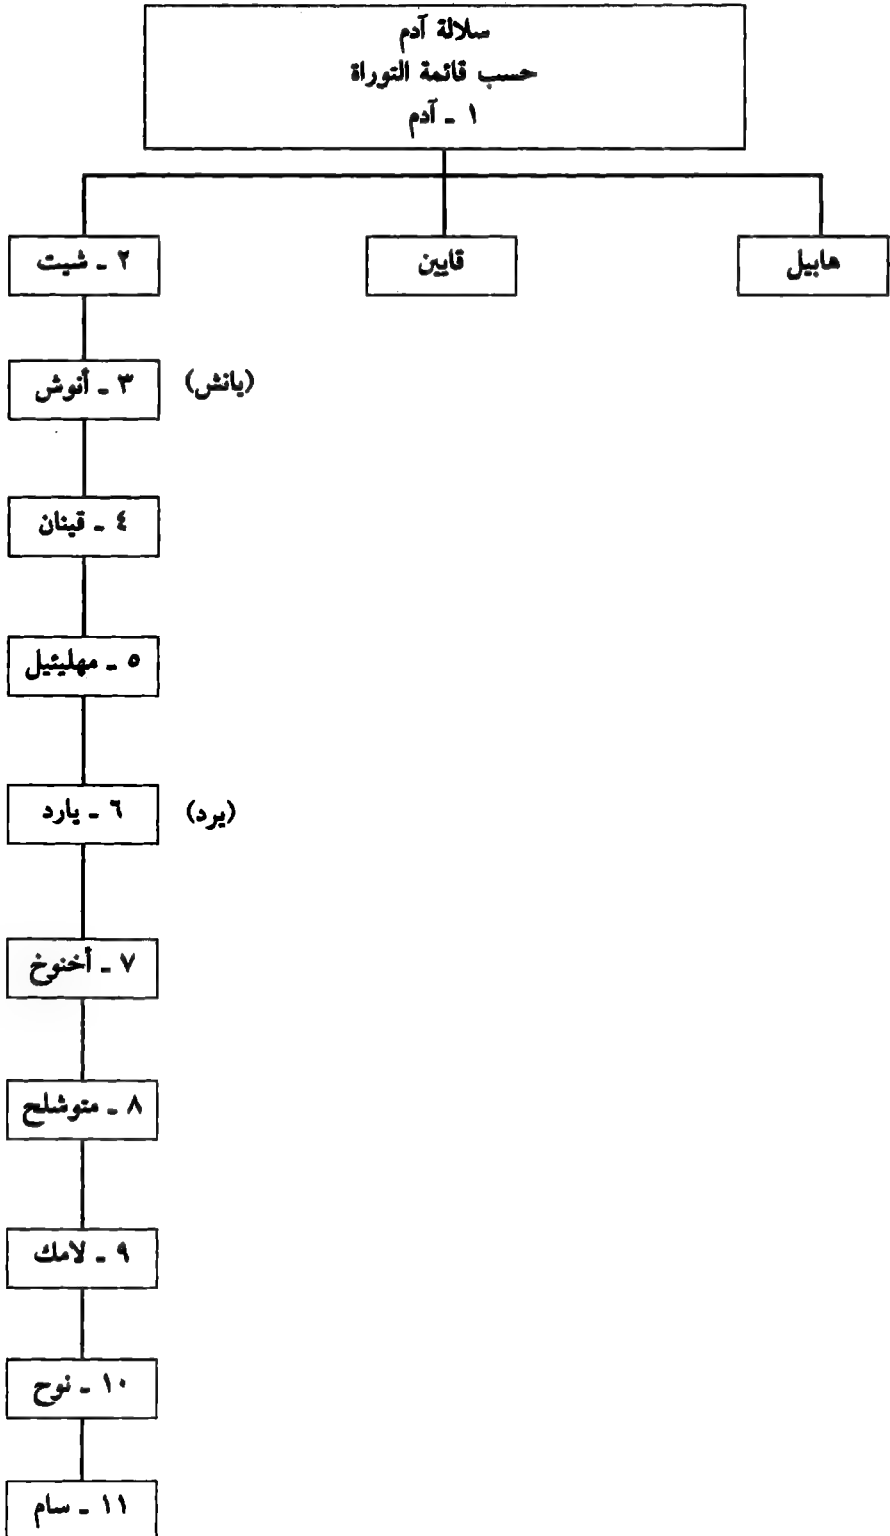 سلالة آدم
حسب قائمة التوراة
١ - آدم
هابيل
قايين
٢ - شيت
٣ - أنوش (يانش)
٤ - قينان
٥ - مهليئيل
٦ - يارد (يرد)
٧ - أخنوخ
٨ - متوشلح
٩ - لامك
١٠ - نوح
١١ - سام